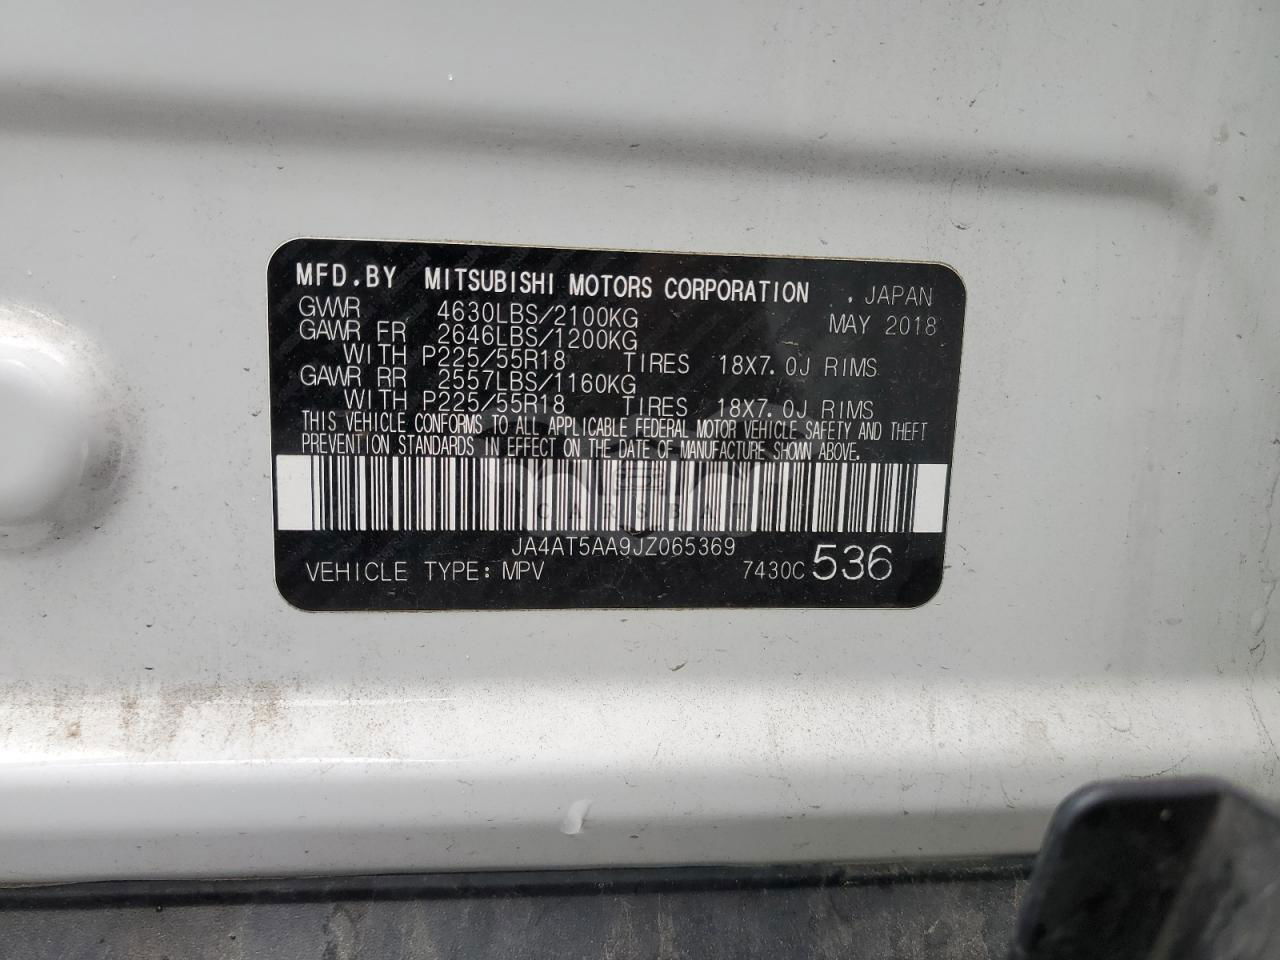 MFD.BY MITSUBISHI MOTORS CORPORATION . JAPAN
GVWR 4630LBS/2100KG MAY 2018
GAWR FR 2646LBS/1200KG
WITH P225/55R18 TIRES 18X7.0J RIMS
GAWR RR 2557LBS/1160KG
WITH P225/55R18 TIRES 18X7.0J RIMS
THIS VEHICLE CONFORMS TO ALL APPLICABLE FEDERAL MOTOR VEHICLE SAFETY AND THEFT
PREVENTION STANDARDS IN EFFECT ON THE DATE OF MANUFACTURE SHOWN ABOVE.
CARSBAT
JA4AT5AA9JZ065369
VEHICLE TYPE: MPV 7430C 536